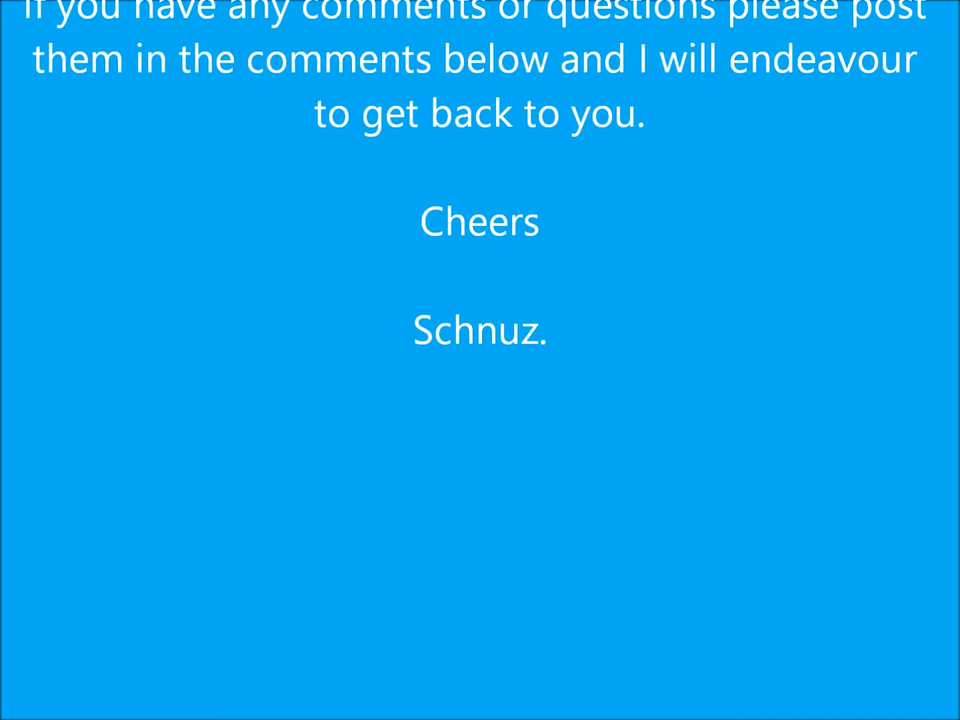 If you have any comments or questions please post
them in the comments below and I will endeavour
to get back to you.
Cheers
Schnuz.